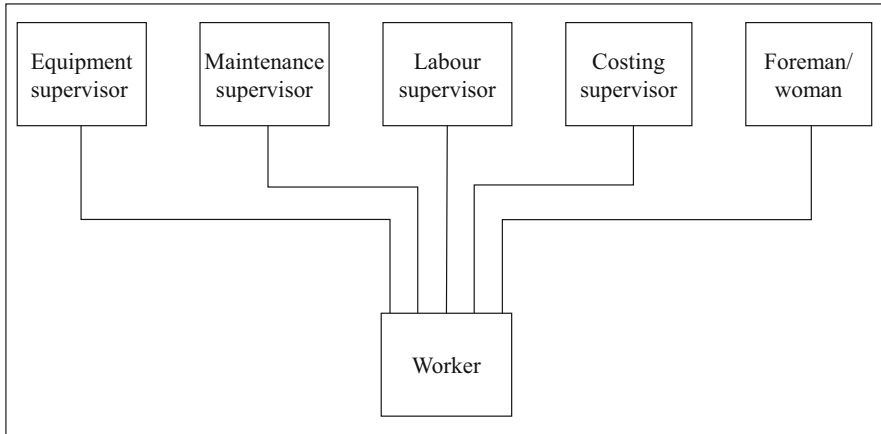 Equipment
supervisor
Maintenance
supervisor
Labour
supervisor
Costing
supervisor
Foreman/
woman
Worker